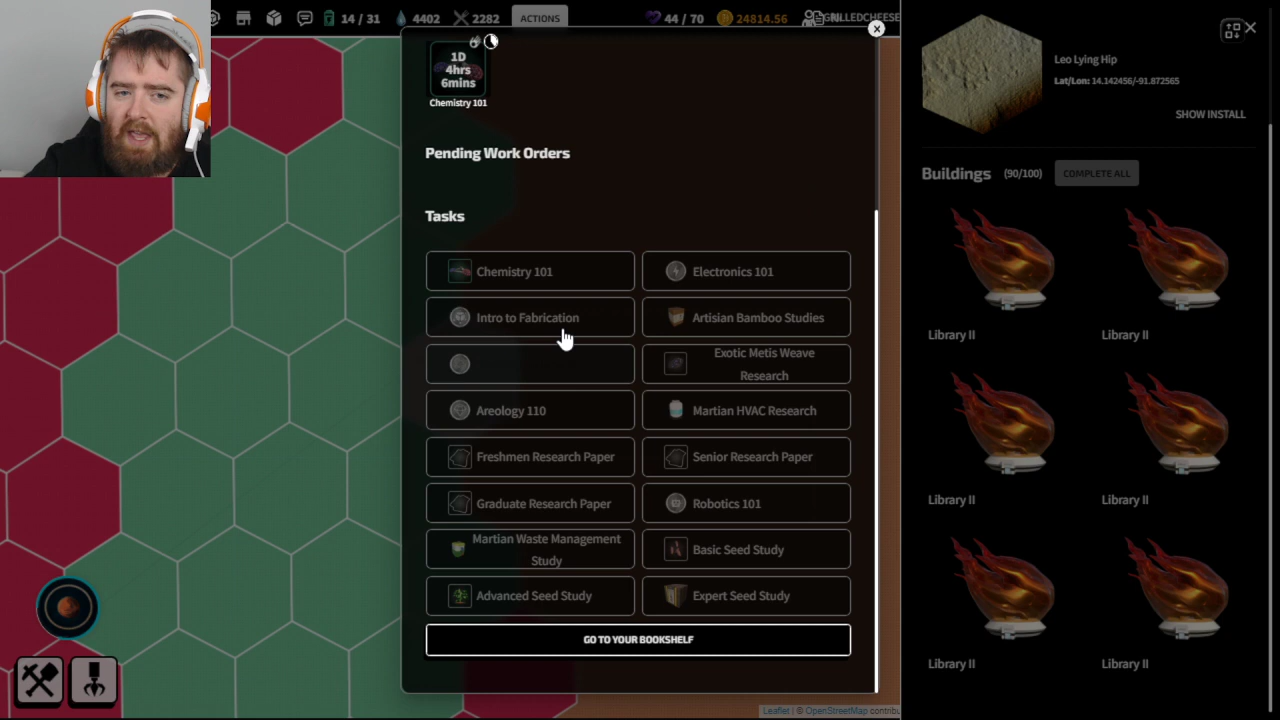 14 / 31
4402
2282
ACTIONS
44 / 70
24814.56
GRILLEDCHEESE
1D
4hrs
6mins
Chemistry 101
Pending Work Orders
Tasks
Chemistry 101
Electronics 101
Intro to Fabrication
Artisian Bamboo Studies
Exotic Metis Weave
Research
Areology 110
Martian HVAC Research
Freshmen Research Paper
Senior Research Paper
Graduate Research Paper
Robotics 101
Martian Waste Management
Study
Basic Seed Study
Advanced Seed Study
Expert Seed Study
GO TO YOUR BOOKSHELF
Leaflet | © OpenStreetMap contribu
Leo Lying Hip
Lat/Lon: 14.142456/-91.872565
SHOW INSTALL
Buildings (90/100) COMPLETE ALL
Library II
Library II
Library II
Library II
Library II
Library II